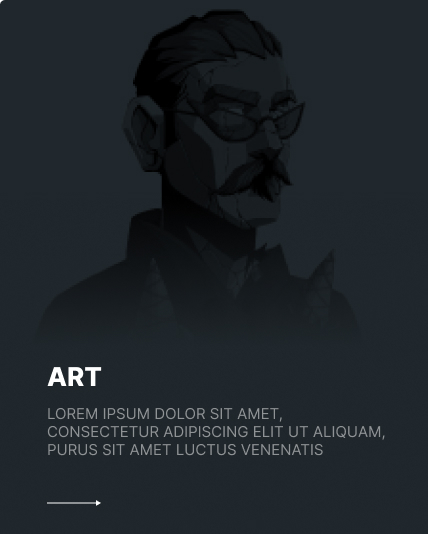 ART
LOREM IPSUM DOLOR SIT AMET,
CONSECTETUR ADIPISCING ELIT UT ALIQUAM,
PURUS SIT AMET LUCTUS VENENATIS